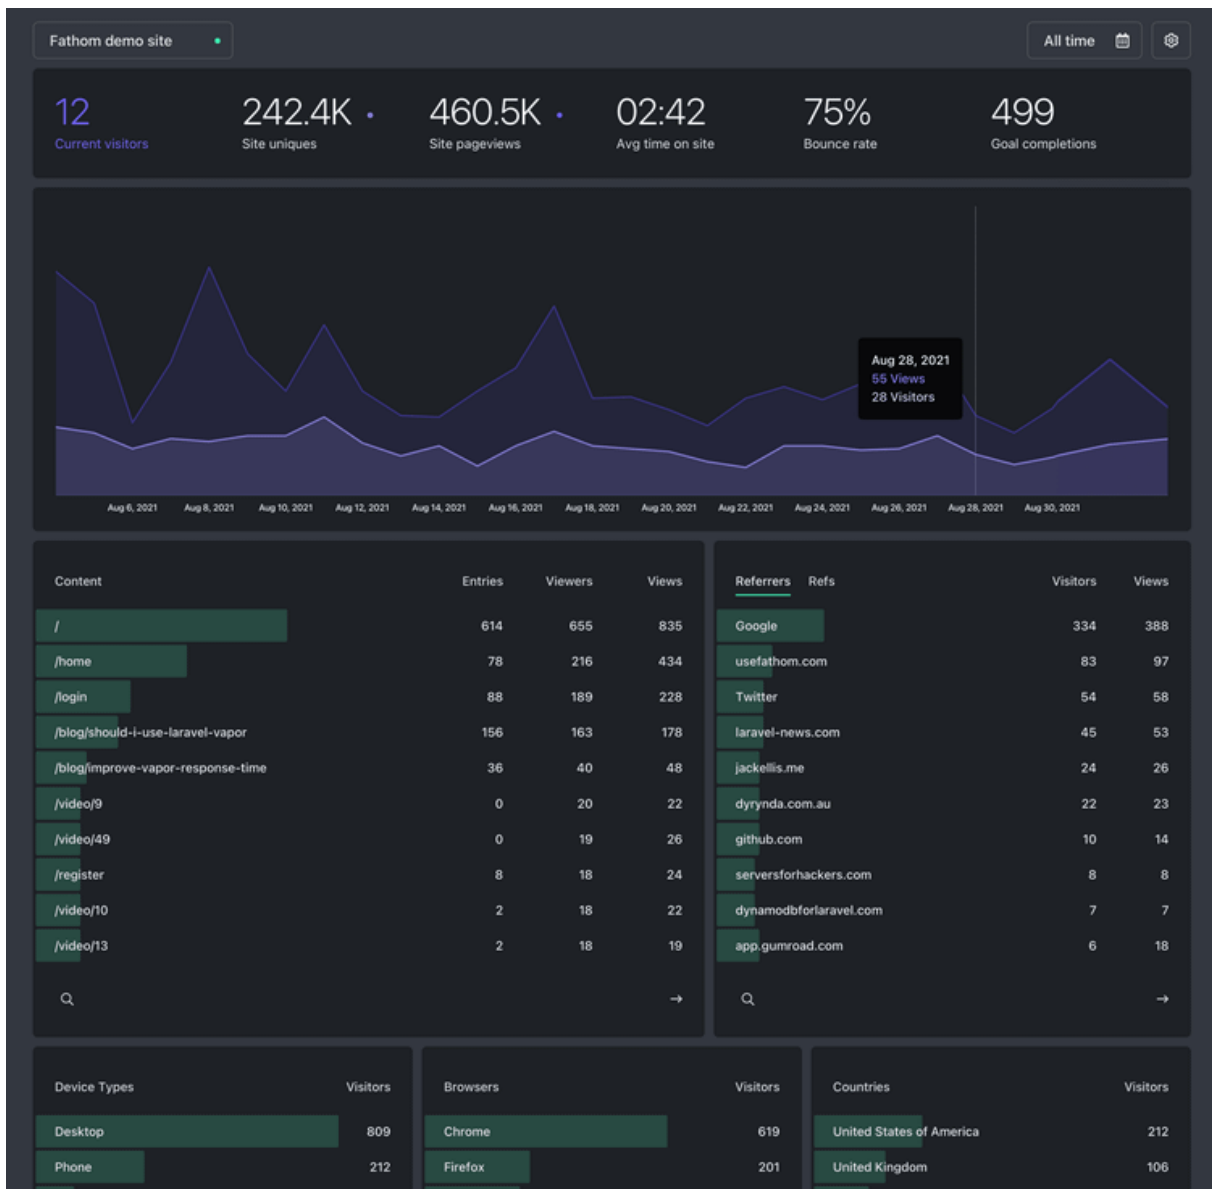 Fathom demo site
All time
12 242.4K 460.5K 02:42 75% 499
Current visitors Site uniques Site pageviews Avg time on site Bounce rate Goal completions
Aug 28, 2021
55 Views
28 Visitors
Aug 6, 2021 Aug 8, 2021 Aug 10, 2021 Aug 12, 2021 Aug 14, 2021 Aug 16, 2021 Aug 18, 2021 Aug 20, 2021 Aug 22, 2021 Aug 24, 2021 Aug 26, 2021 Aug 28, 2021 Aug 30, 2021
Content Entries Viewers Views
/ 614 655 835
/home 78 216 434
/login 88 189 228
/blog/should-i-use-laravel-vapor 156 163 178
/blog/improve-vapor-response-time 36 40 48
/video/9 0 20 22
/video/49 0 19 26
/register 8 18 24
/video/10 2 18 22
/video/13 2 18 19
Referrers Refs Visitors Views
Google 334 388
usefathom.com 83 97
Twitter 54 58
laravel-news.com 45 53
jackellis.me 24 26
dyrynda.com.au 22 23
github.com 10 14
serversforhackers.com 8 8
dynamodbforlaravel.com 7 7
app.gumroad.com 6 18
Device Types Visitors
Desktop 809
Phone 212
Browsers Visitors
Chrome 619
Firefox 201
Countries Visitors
United States of America 212
United Kingdom 106